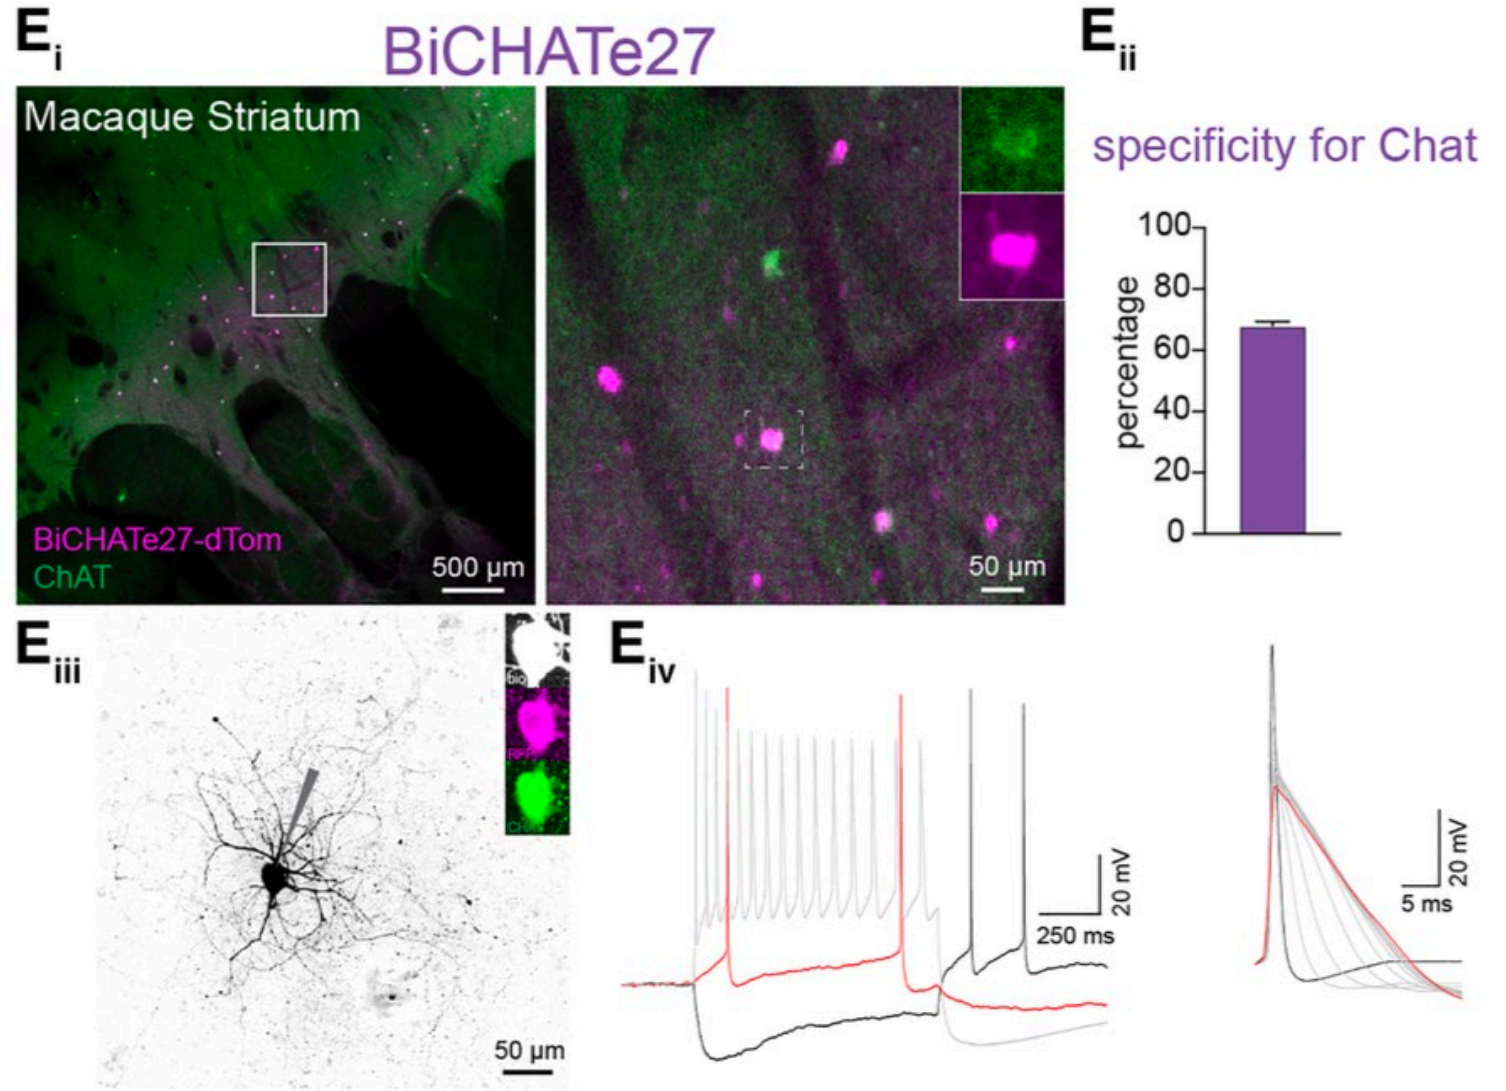 Ei
BiCHATe27
Eii
Macaque Striatum
BiCHATe27-dTom
ChAT
500 µm
50 µm
specificity for Chat
percentage
100
80
60
40
20
0
Eiii
bio
50 µm
Eiv
20 mV
250 ms
20 mV
5 ms